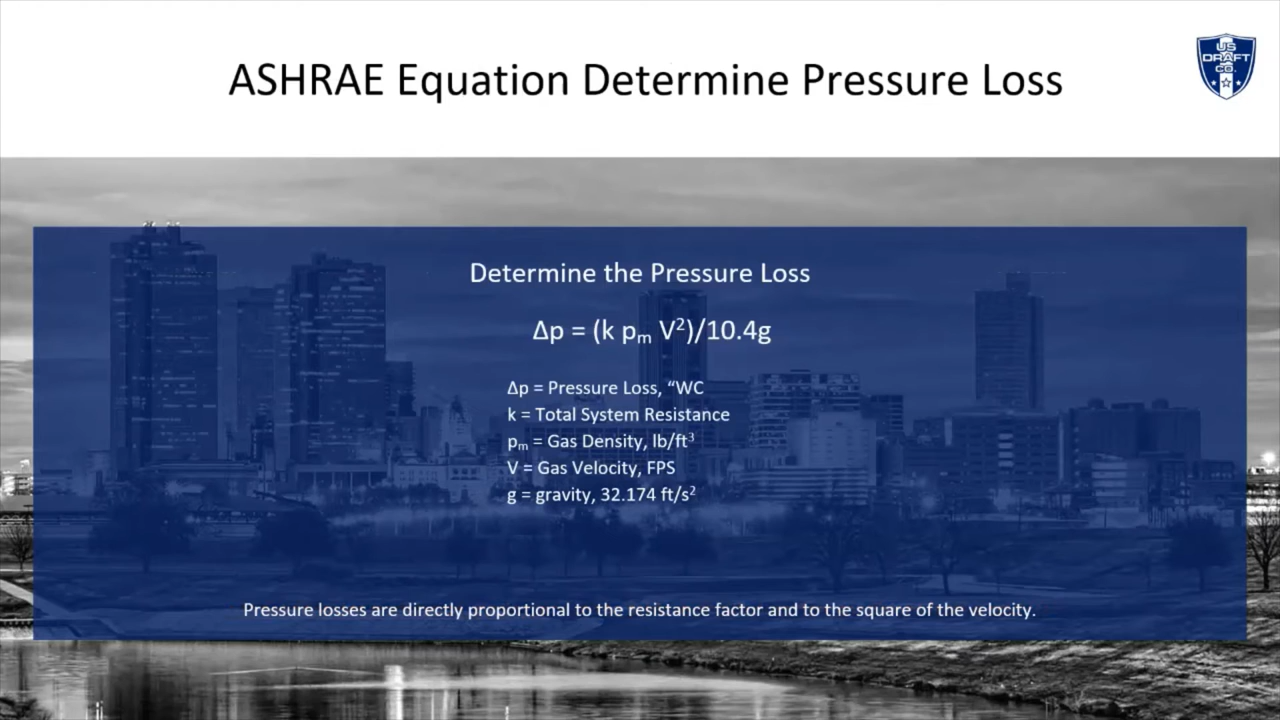 ASHRAE Equation Determine Pressure Loss
US
DRAFT
CO.
Determine the Pressure Loss
Δp = (k pₘ V²)/10.4g
Δp = Pressure Loss, “WC
k = Total System Resistance
pₘ = Gas Density, lb/ft³
V = Gas Velocity, FPS
g = gravity, 32.174 ft/s²
Pressure losses are directly proportional to the resistance factor and to the square of the velocity.